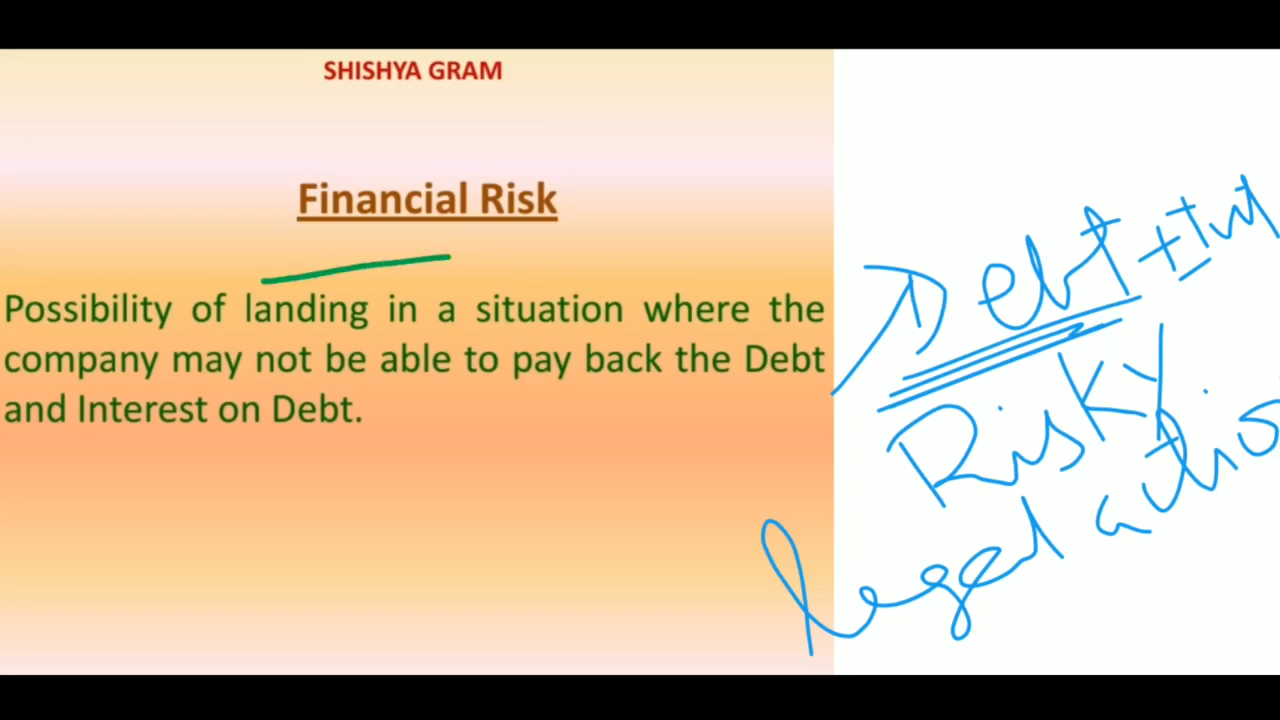 SHISHYA GRAM
Financial Risk
Possibility of landing in a situation where the
company may not be able to pay back the Debt
and Interest on Debt.
Debt + Int
Risky
legal actio